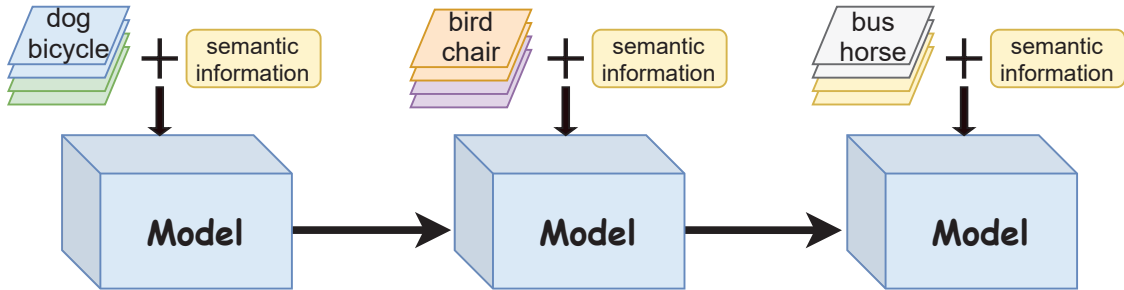 dog
bicycle
semantic
information
bird
chair
semantic
information
bus
horse
semantic
information
Model
Model
Model